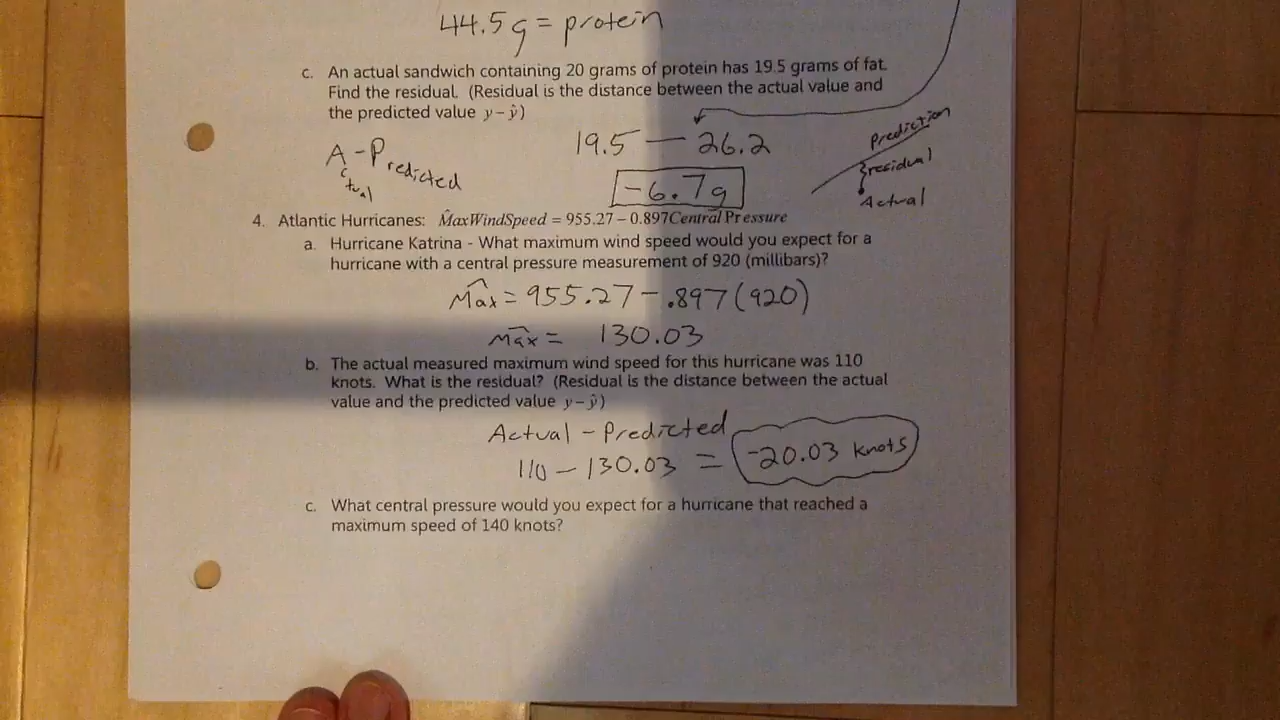 44.5g = protein
c. An actual sandwich containing 20 grams of protein has 19.5 grams of fat.
Find the residual. (Residual is the distance between the actual value and
the predicted value y - ŷ)
19.5 — 26.2
A - Predicted
ctual
-6.7g
Prediction
residual
Actual
4. Atlantic Hurricanes: M̂axWindSpeed = 955.27 - 0.897Central Pressure
a. Hurricane Katrina - What maximum wind speed would you expect for a
hurricane with a central pressure measurement of 920 (millibars)?
M̂ax = 955.27 - .897(920)
m̂ax = 130.03
b. The actual measured maximum wind speed for this hurricane was 110
knots. What is the residual? (Residual is the distance between the actual
value and the predicted value y - ŷ)
Actual - Predicted
110 - 130.03 = -20.03 knots
c. What central pressure would you expect for a hurricane that reached a
maximum speed of 140 knots?